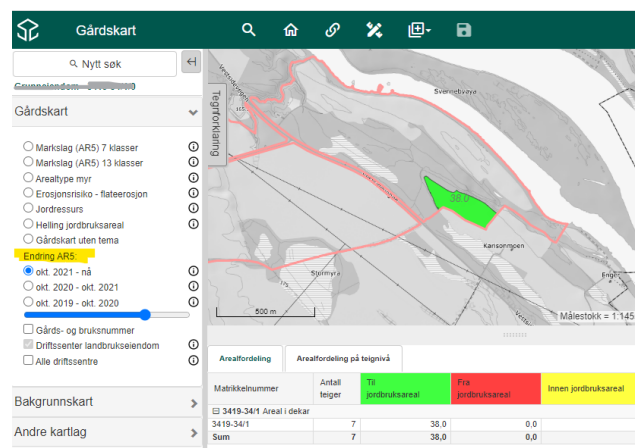 Gårdskart
Nytt søk
Gårdskart
Markslag (AR5) 7 klasser
Markslag (AR5) 13 klasser
Arealtype myr
Erosjonsrisiko - flateerosjon
Jordressurs
Helling jordbruksareal
Gårdskart uten tema
Endring AR5:
okt. 2021 - nå
okt. 2020 - okt. 2021
okt. 2019 - okt. 2020
Gårds- og bruksnummer
Driftssenter landbrukseiendom
Alle driftssentre
Bakgrunnskart
Andre kartlag
Tegnforklaring
Svennebvøya
38.0
Kansonmoen
Stormyra
Enger
500 m
Målestokk = 1:145
Arealfordeling
Arealfordeling på teignivå
Matrikkelnummer
Antall teiger
Til jordbruksareal
Fra jordbruksareal
Innen jordbruksareal
3419-34/1 Areal i dekar
3419-34/1 7 38,0 0,0
Sum 7 38,0 0,0